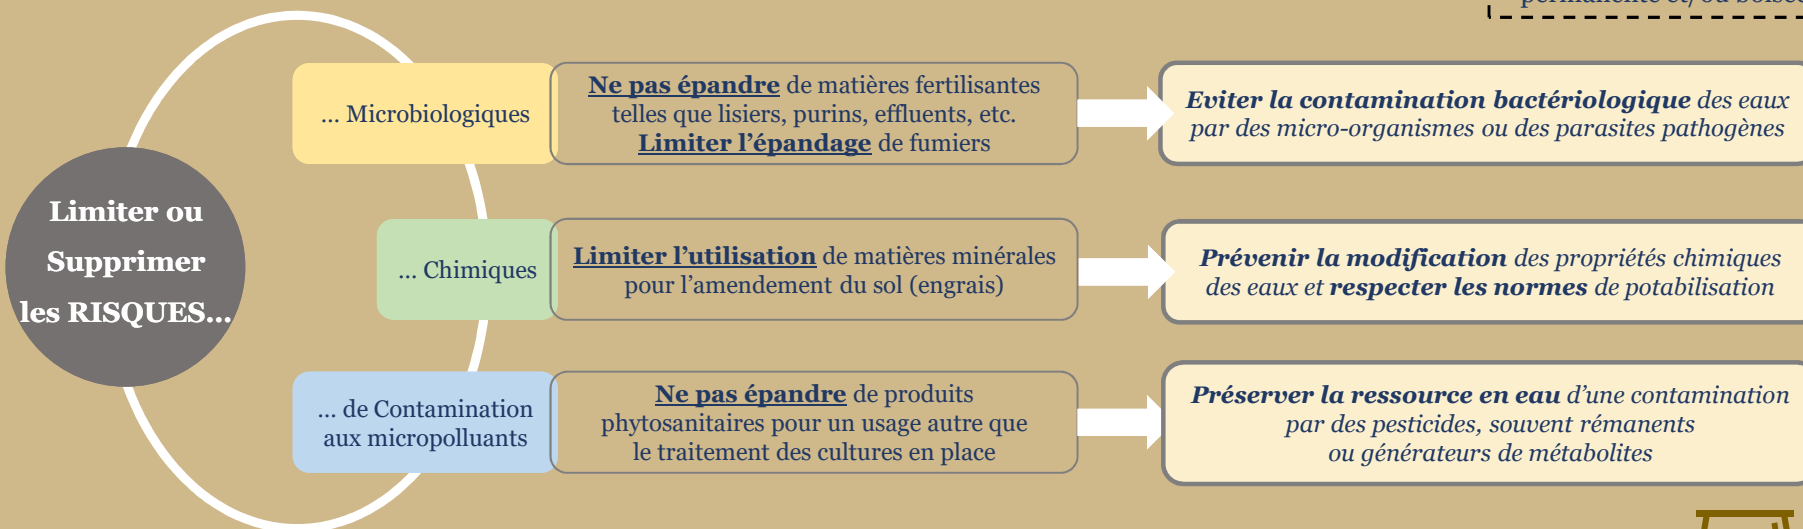 permanente et/ou boisée
Limiter ou
Supprimer
les RISQUES...
... Microbiologiques
Ne pas épandre de matières fertilisantes
telles que lisiers, purins, effluents, etc.
Limiter l’épandage de fumiers
Eviter la contamination bactériologique des eaux
par des micro-organismes ou des parasites pathogènes
... Chimiques
Limiter l’utilisation de matières minérales
pour l’amendement du sol (engrais)
Prévenir la modification des propriétés chimiques
des eaux et respecter les normes de potabilisation
... de Contamination
aux micropolluants
Ne pas épandre de produits
phytosanitaires pour un usage autre que
le traitement des cultures en place
Préserver la ressource en eau d’une contamination
par des pesticides, souvent rémanents
ou générateurs de métabolites